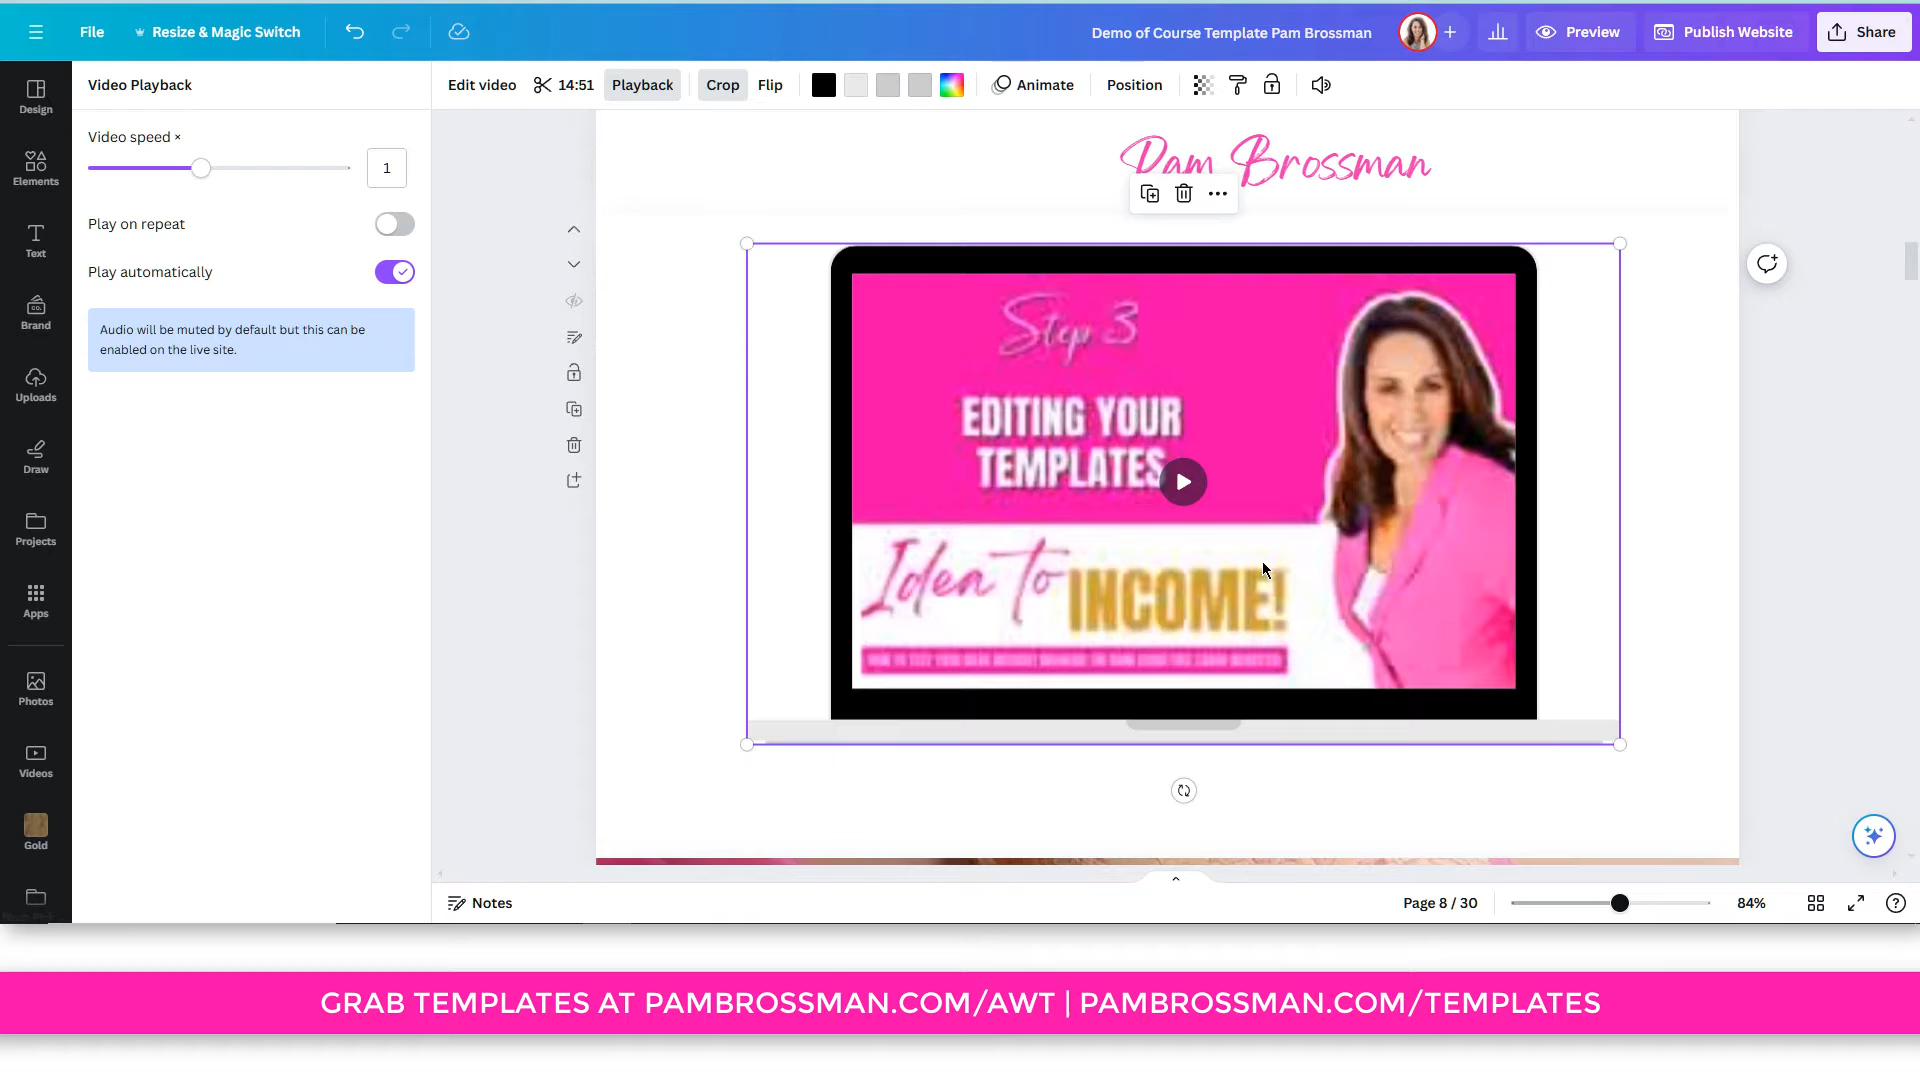 File
Resize & Magic Switch
Demo of Course Template Pam Brossman
Preview
Publish Website
Share
Design
Elements
Text
Brand
Uploads
Draw
Projects
Apps
Photos
Videos
Gold
Video Playback
Video speed ×
1
Play on repeat
Play automatically
Audio will be muted by default but this can be
enabled on the live site.
Edit video
14:51
Playback
Crop
Flip
Animate
Position
Pam Brossman
Step 3
EDITING YOUR
TEMPLATES
Idea to INCOME!
Notes
Page 8 / 30
84%
GRAB TEMPLATES AT PAMBROSSMAN.COM/AWT | PAMBROSSMAN.COM/TEMPLATES